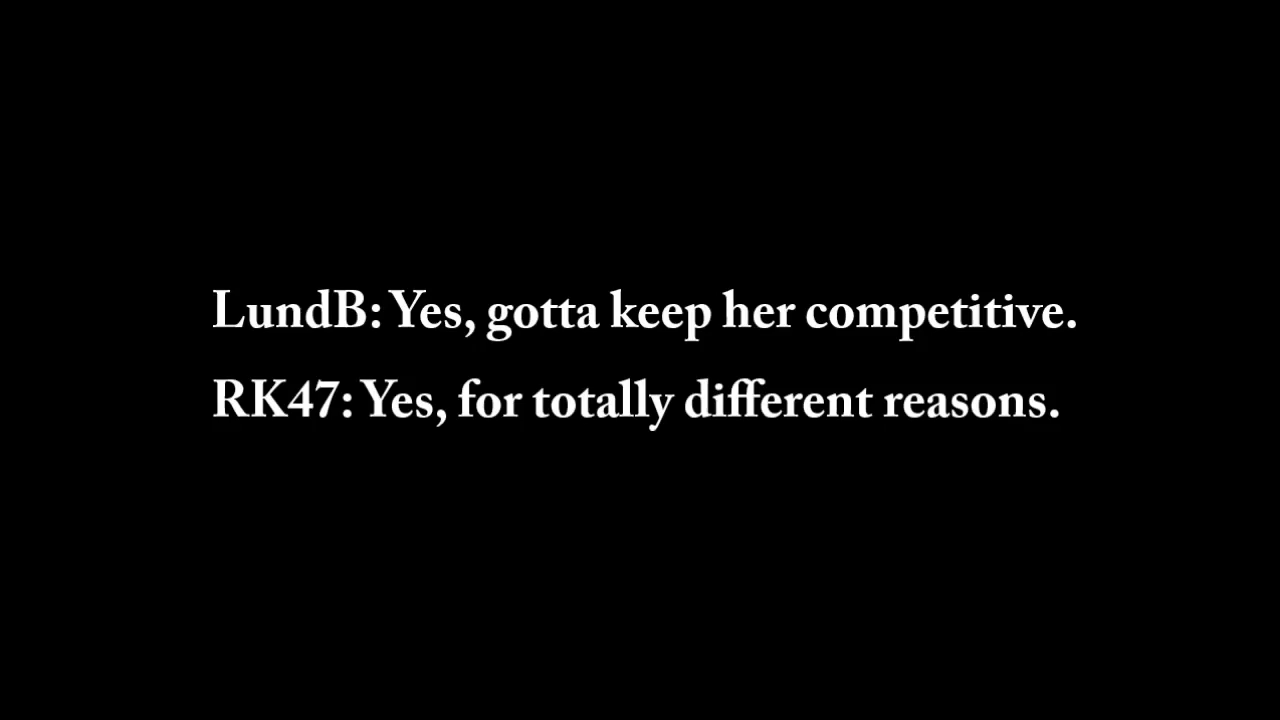 LundB: Yes, gotta keep her competitive.
RK47: Yes, for totally different reasons.